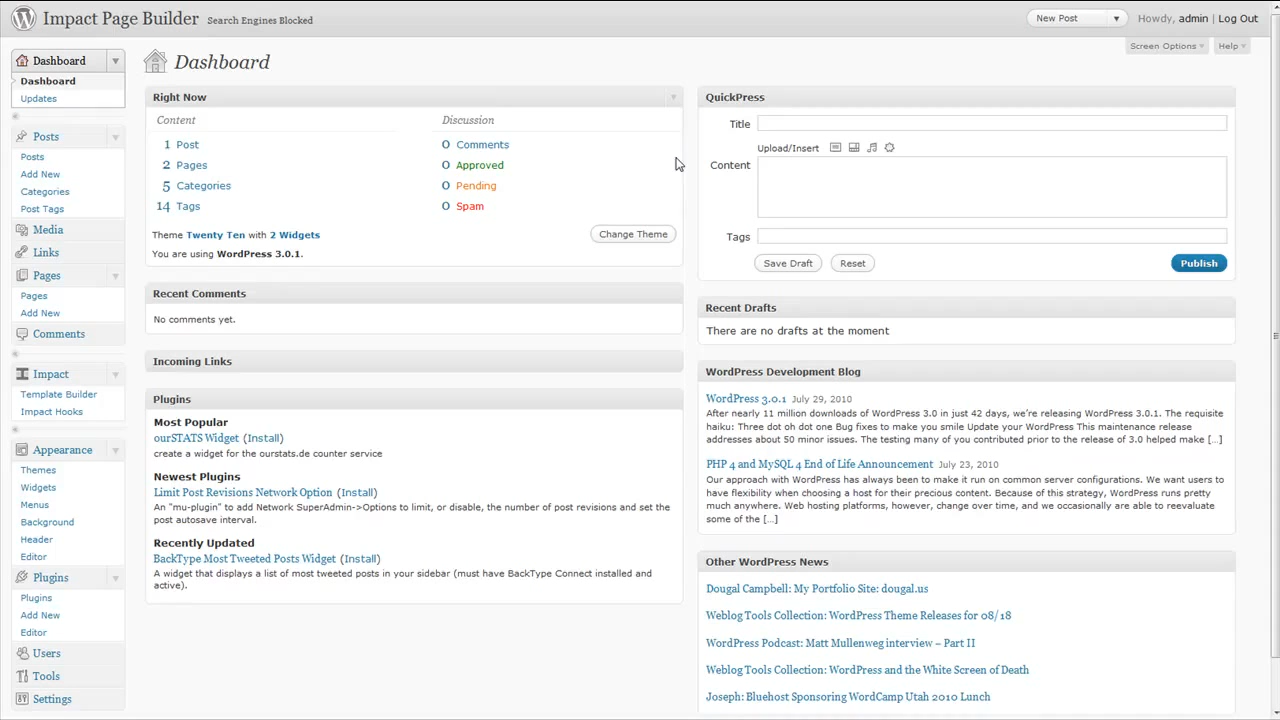 Impact Page Builder Search Engines Blocked
New Post
Howdy, admin | Log Out
Screen Options
Help
Dashboard
Dashboard
Updates
Posts
Posts
Add New
Categories
Post Tags
Media
Links
Pages
Pages
Add New
Comments
Impact
Template Builder
Impact Hooks
Appearance
Themes
Widgets
Menus
Background
Header
Editor
Plugins
Plugins
Add New
Editor
Users
Tools
Settings
Dashboard
Right Now
Content
1 Post
2 Pages
5 Categories
14 Tags
Discussion
0 Comments
0 Approved
0 Pending
0 Spam
Theme Twenty Ten with 2 Widgets
Change Theme
You are using WordPress 3.0.1.
Recent Comments
No comments yet.
Incoming Links
Plugins
Most Popular
ourSTATS Widget (Install)
create a widget for the ourstats.de counter service
Newest Plugins
Limit Post Revisions Network Option (Install)
An "mu-plugin" to add Network SuperAdmin->Options to limit, or disable, the number of post revisions and set the
post autosave interval.
Recently Updated
BackType Most Tweeted Posts Widget (Install)
A widget that displays a list of most tweeted posts in your sidebar (must have BackType Connect installed and
active).
QuickPress
Title
Upload/Insert
Content
Tags
Save Draft
Reset
Publish
Recent Drafts
There are no drafts at the moment
WordPress Development Blog
WordPress 3.0.1 July 29, 2010
After nearly 11 million downloads of WordPress 3.0 in just 42 days, we're releasing WordPress 3.0.1. The requisite
haiku: Three dot oh dot one Bug fixes to make you smile Update your WordPress This maintenance release
addresses about 50 minor issues. The testing many of you contributed prior to the release of 3.0 helped make [...]
PHP 4 and MySQL 4 End of Life Announcement July 23, 2010
Our approach with WordPress has always been to make it run on common server configurations. We want users to
have flexibility when choosing a host for their precious content. Because of this strategy, WordPress runs pretty
much anywhere. Web hosting platforms, however, change over time, and we occasionally are able to reevaluate
some of the [...]
Other WordPress News
Dougal Campbell: My Portfolio Site: dougal.us
Weblog Tools Collection: WordPress Theme Releases for 08/18
WordPress Podcast: Matt Mullenweg interview – Part II
Weblog Tools Collection: WordPress and the White Screen of Death
Joseph: Bluehost Sponsoring WordCamp Utah 2010 Lunch